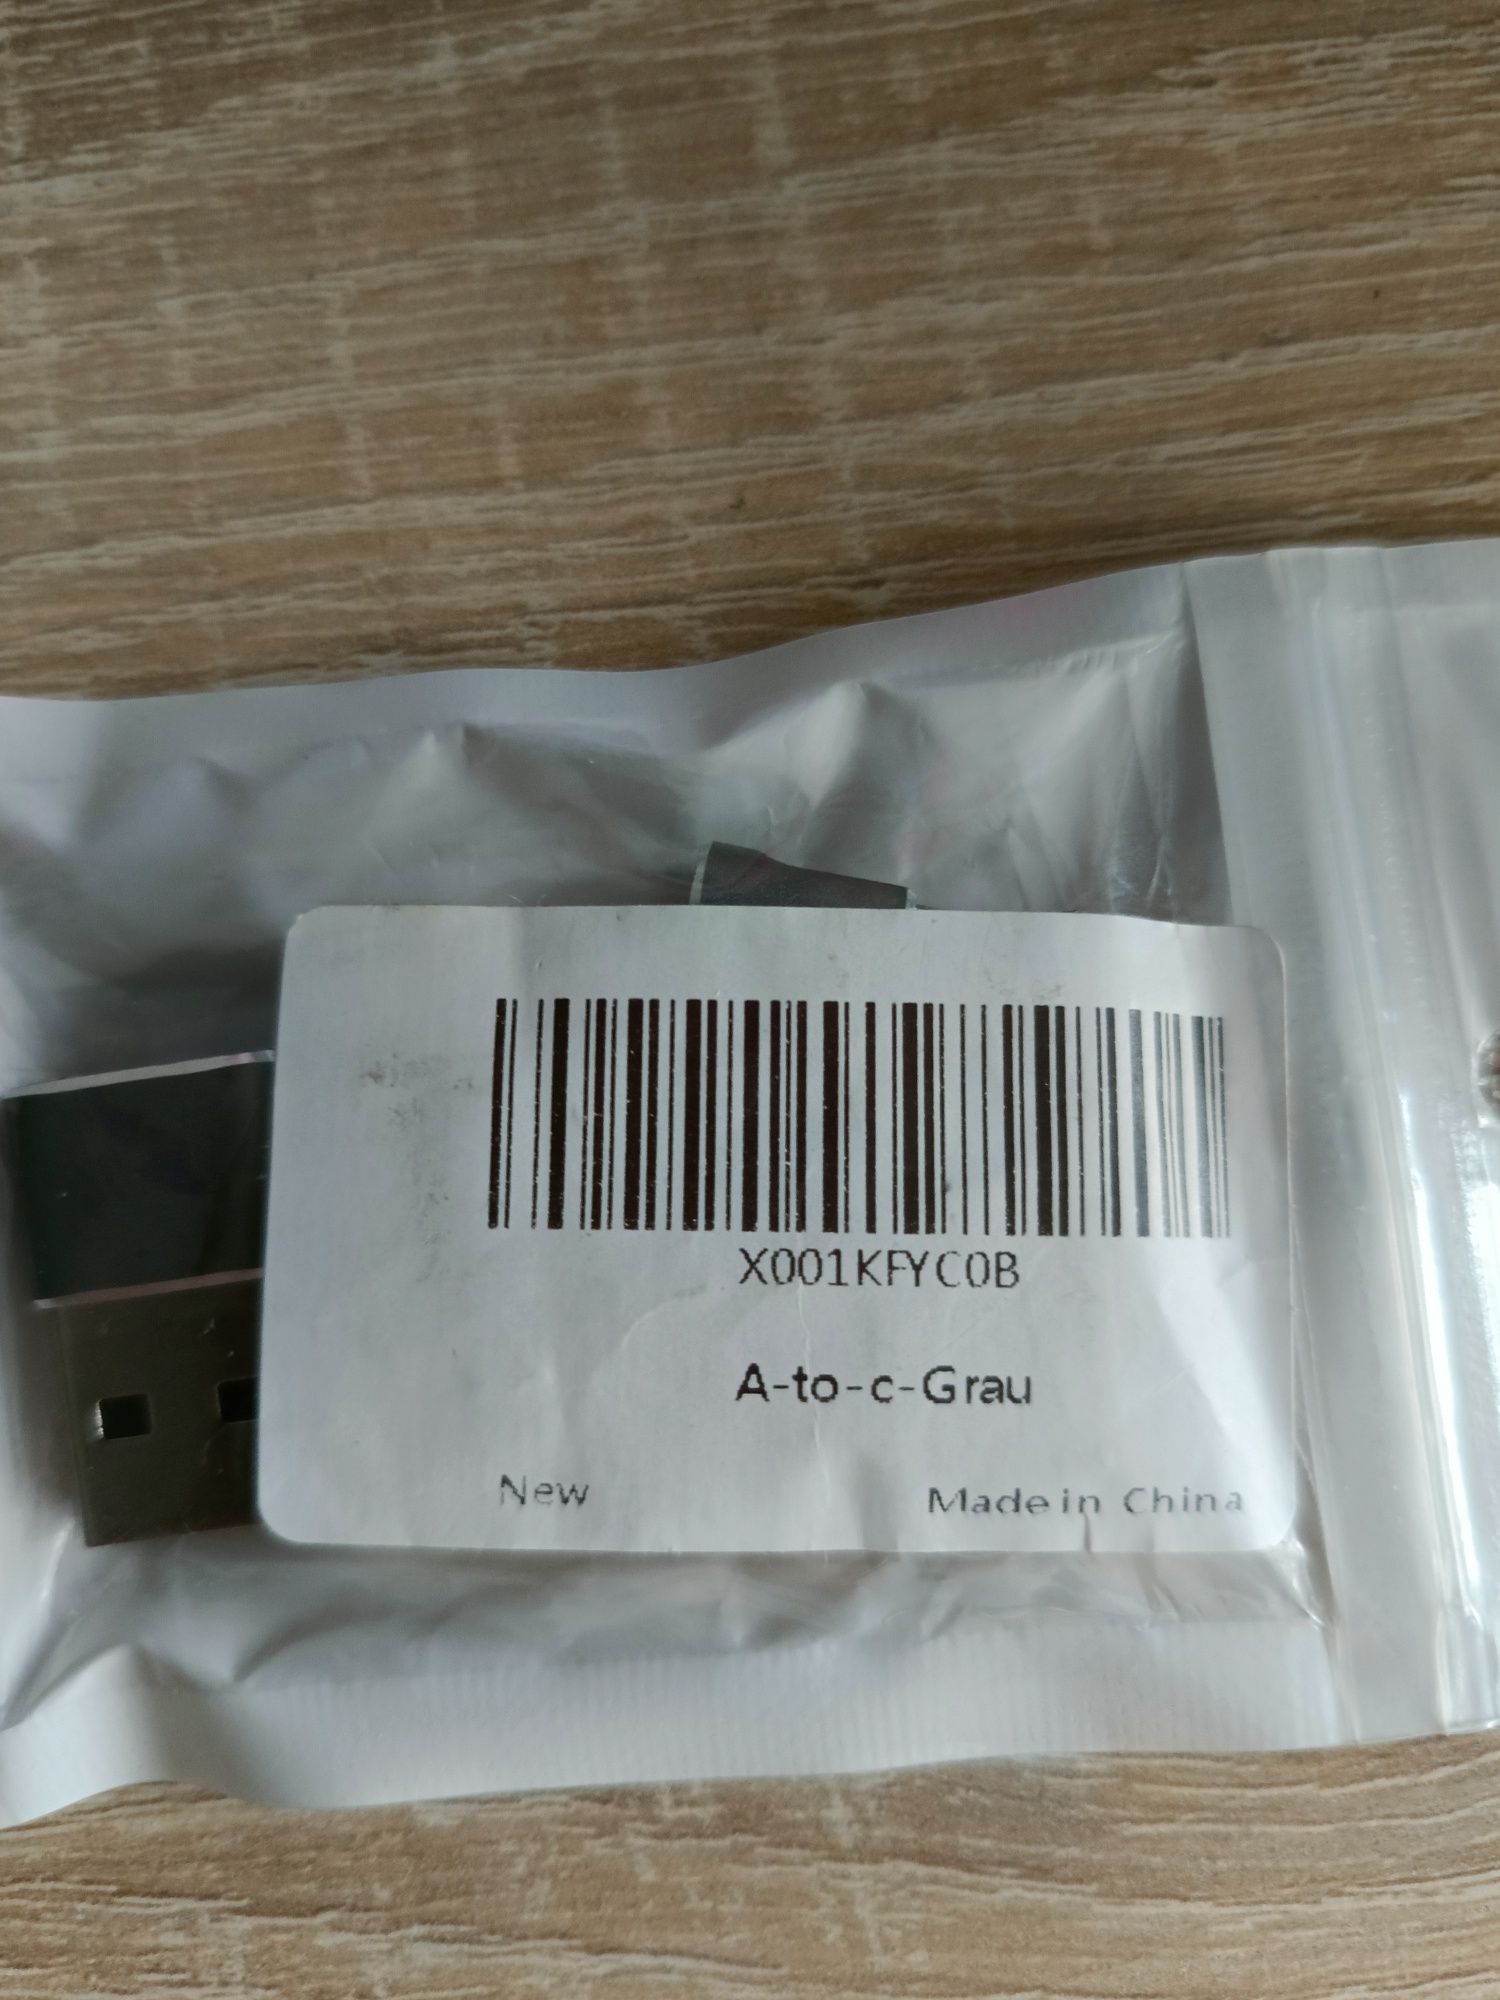 X001KFYC0B
A-to-c-Grau
New Made in China